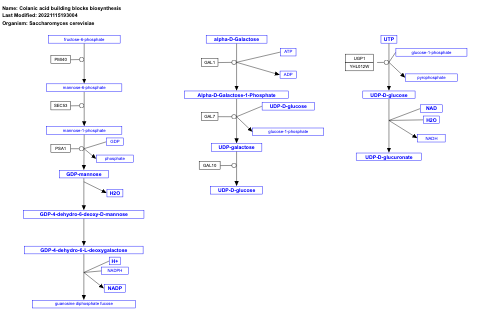 Name: Colanic acid building blocks biosynthesis
Last Modified: 20221115193004
Organism: Saccharomyces cerevisiae
fructose-6-phosphate
PMI40
mannose-6-phosphate
SEC53
mannose-1-phosphate
PSA1
GDP
phosphate
GDP-mannose
H2O
GDP-4-dehydro-6-deoxy-D-mannose
GDP-4-dehydro-6-L-deoxygalactose
H+
NADPH
NADP
guanosine diphosphate fucose
alpha-D-Galactose
ATP
GAL1
ADP
Alpha-D-Galactose-1-Phosphate
UDP-D-glucose
GAL7
glucose-1-phosphate
UDP-galactose
GAL10
UDP-D-glucose
UTP
glucose-1-phosphate
UGP1
YHL012W
pyrophosphate
UDP-D-glucose
NAD
H2O
NADH
UDP-D-glucuronate